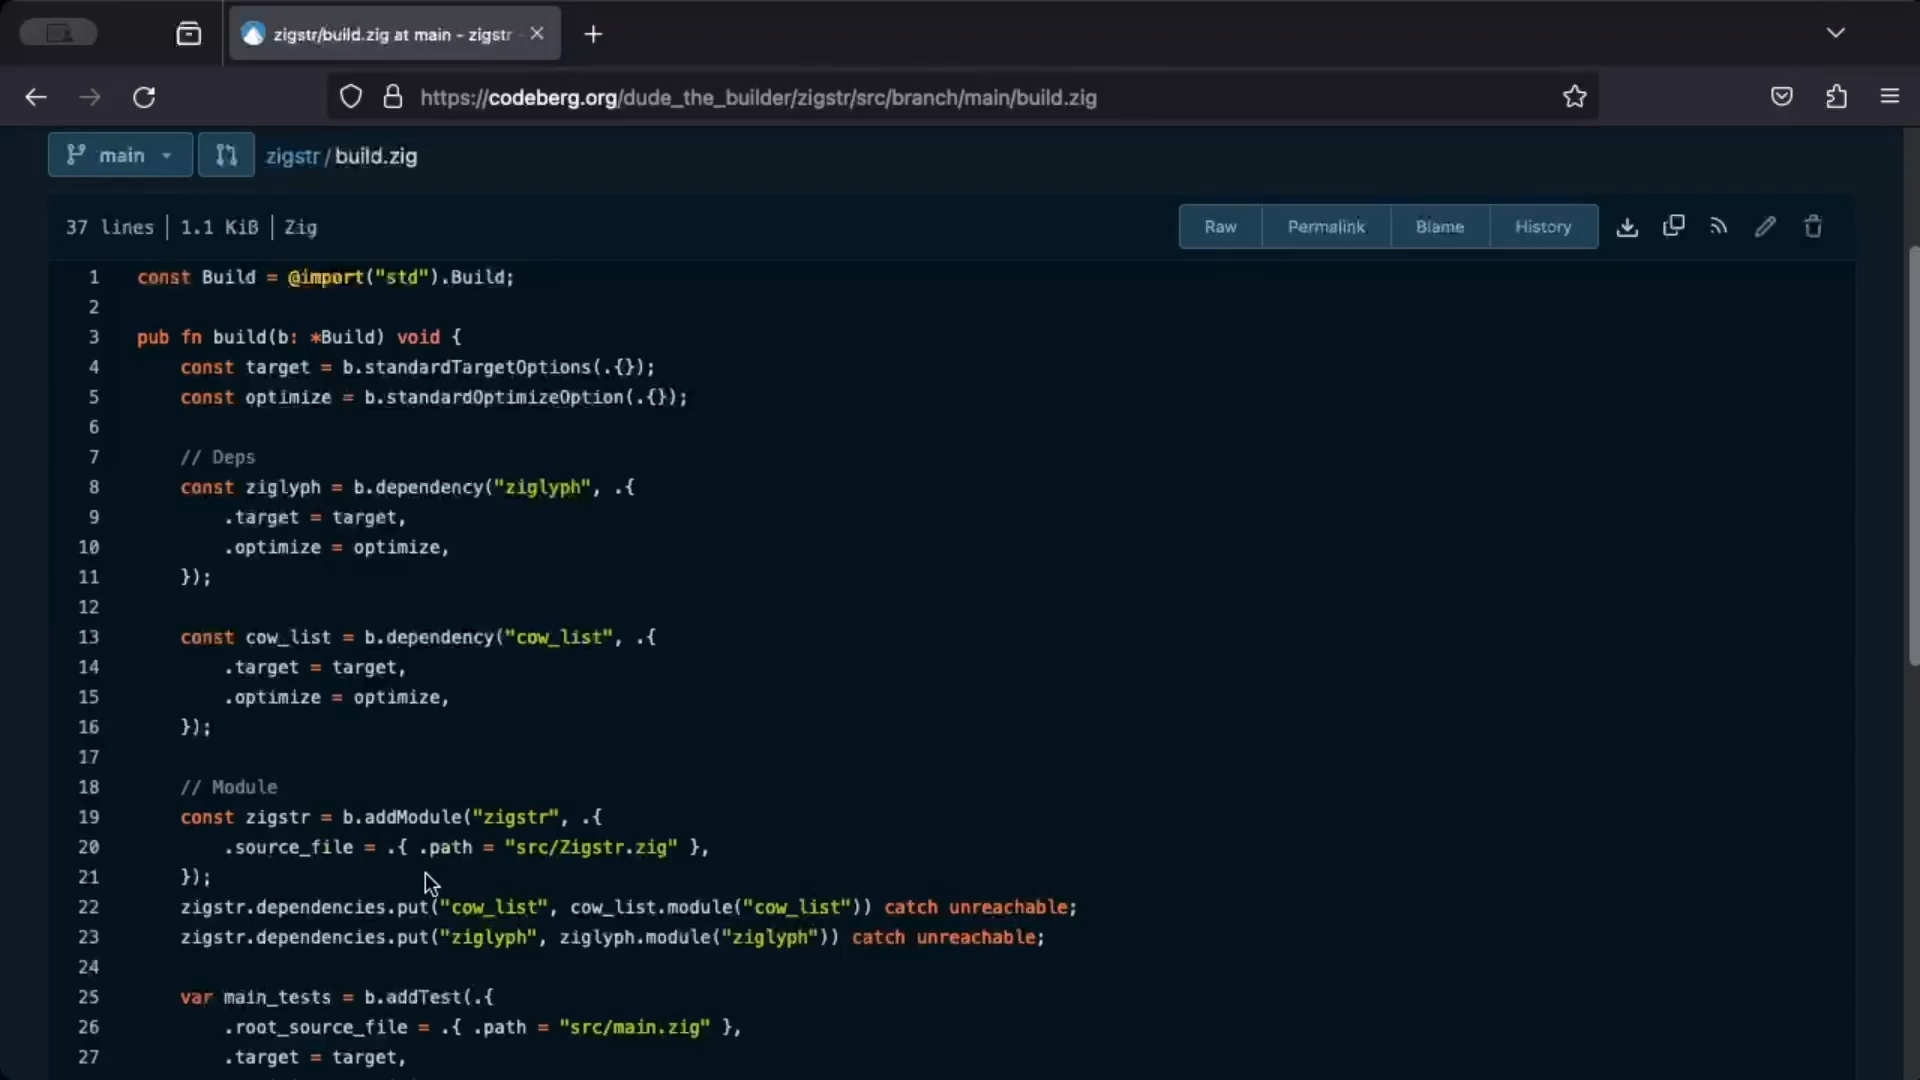 zigstr/build.zig at main - zigstr
https://codeberg.org/dude_the_builder/zigstr/src/branch/main/build.zig
main zigstr/build.zig
37 lines | 1.1 KiB | Zig Raw Permalink Blame History
1 const Build = @import("std").Build;
2
3 pub fn build(b: *Build) void {
4 const target = b.standardTargetOptions(.{});
5 const optimize = b.standardOptimizeOption(.{});
6
7 // Deps
8 const ziglyph = b.dependency("ziglyph", .{
9 .target = target,
10 .optimize = optimize,
11 });
12
13 const cow_list = b.dependency("cow_list", .{
14 .target = target,
15 .optimize = optimize,
16 });
17
18 // Module
19 const zigstr = b.addModule("zigstr", .{
20 .source_file = .{ .path = "src/Zigstr.zig" },
21 });
22 zigstr.dependencies.put("cow_list", cow_list.module("cow_list")) catch unreachable;
23 zigstr.dependencies.put("ziglyph", ziglyph.module("ziglyph")) catch unreachable;
24
25 var main_tests = b.addTest(.{
26 .root_source_file = .{ .path = "src/main.zig" },
27 .target = target,